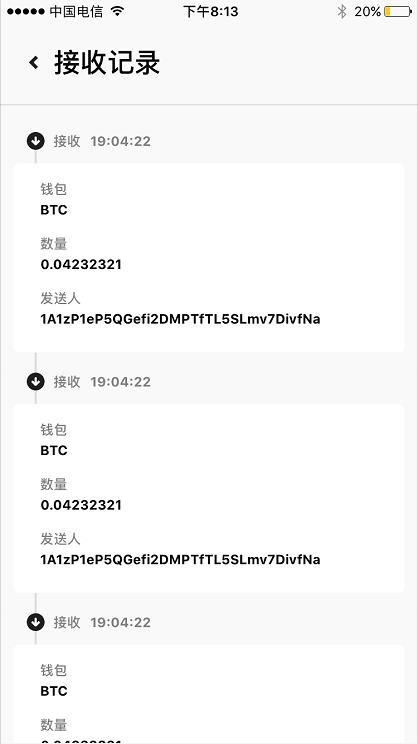 中国电信 下午8:13 20%
接收记录
接收 19:04:22
钱包
BTC
数量
0.04232321
发送人
1A1zP1eP5QGefi2DMPTfTL5SLmv7DivfNa
接收 19:04:22
钱包
BTC
数量
0.04232321
发送人
1A1zP1eP5QGefi2DMPTfTL5SLmv7DivfNa
接收 19:04:22
钱包
BTC
数量